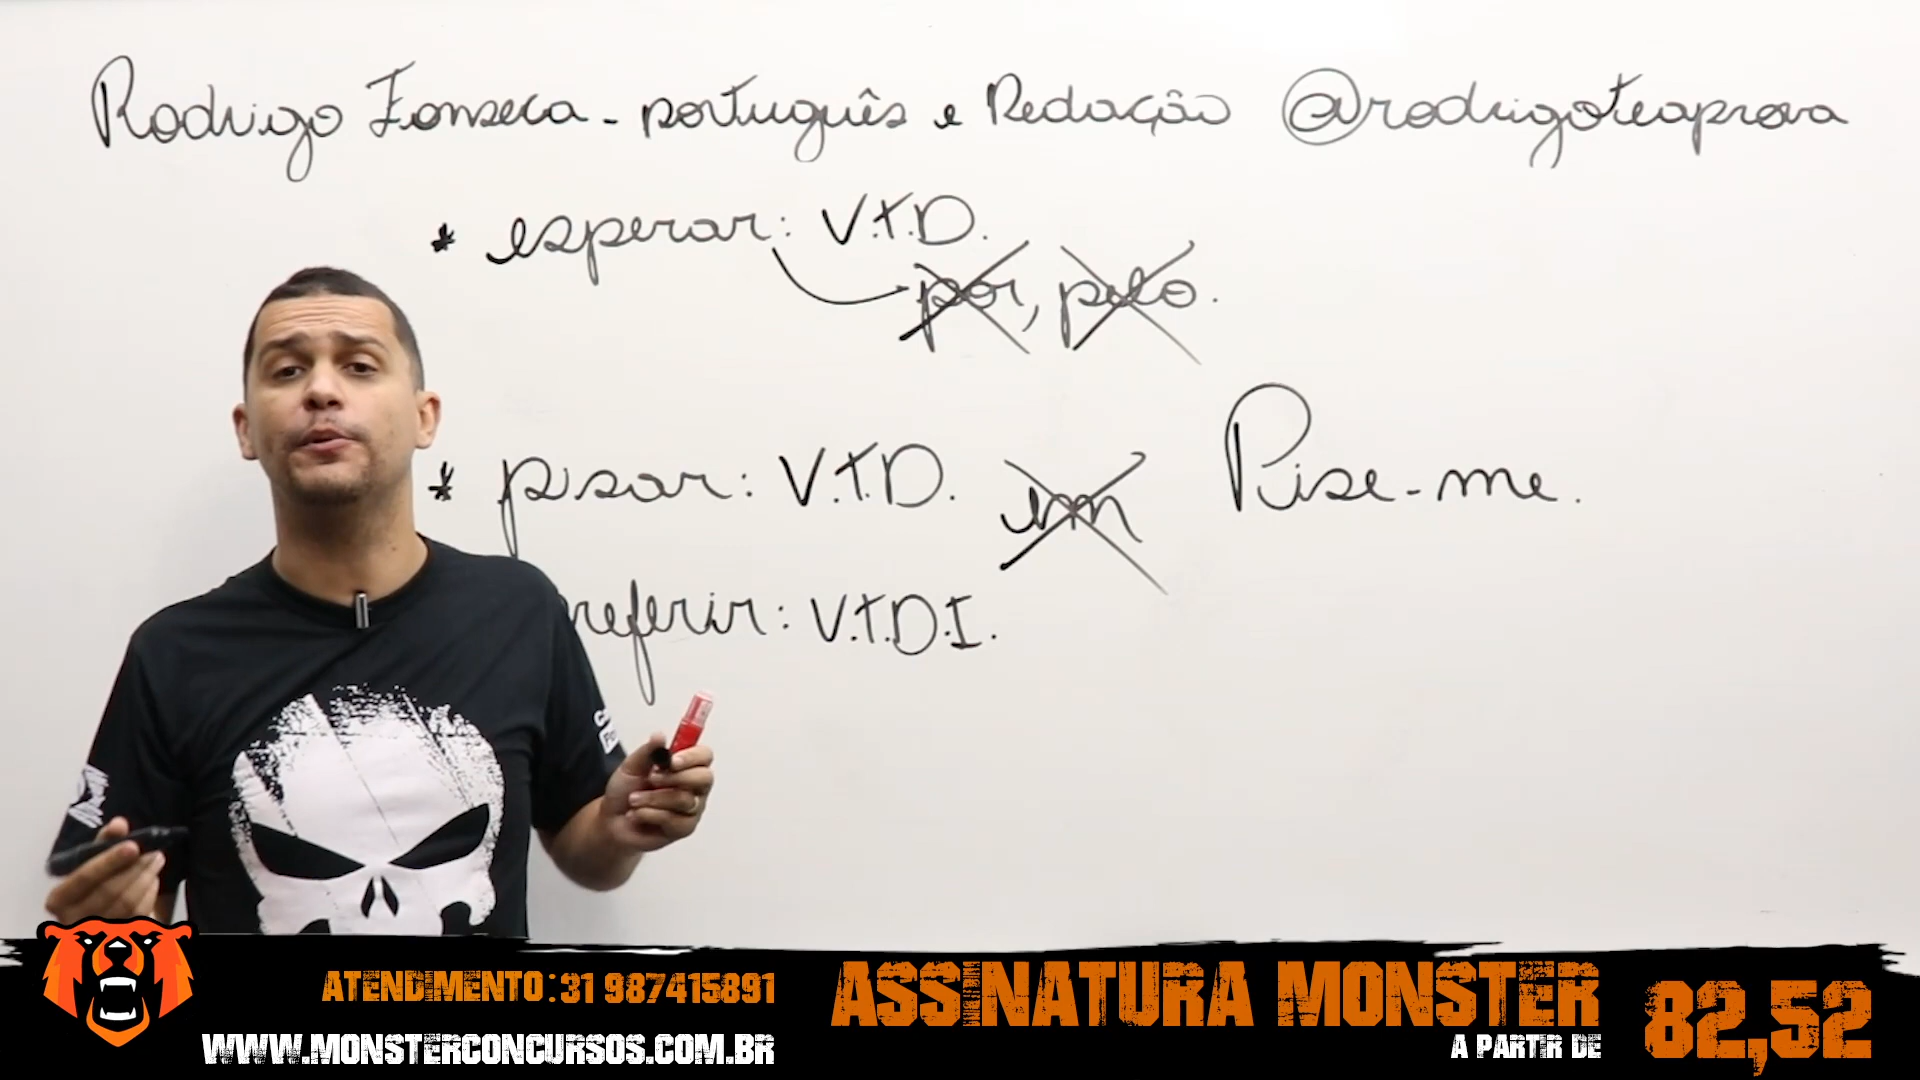 Rodrigo Fonseca - português e Redação @rodrigoteaprova
* esperar: V.T.D.
por, pelo.
* pisar: V.T.D. em Pise-me.
referir: V.T.D.I.
ATENDIMENTO: 31 987415891
WWW.MONSTERCONCURSOS.COM.BR
ASSINATURA MONSTER
A PARTIR DE
82,52